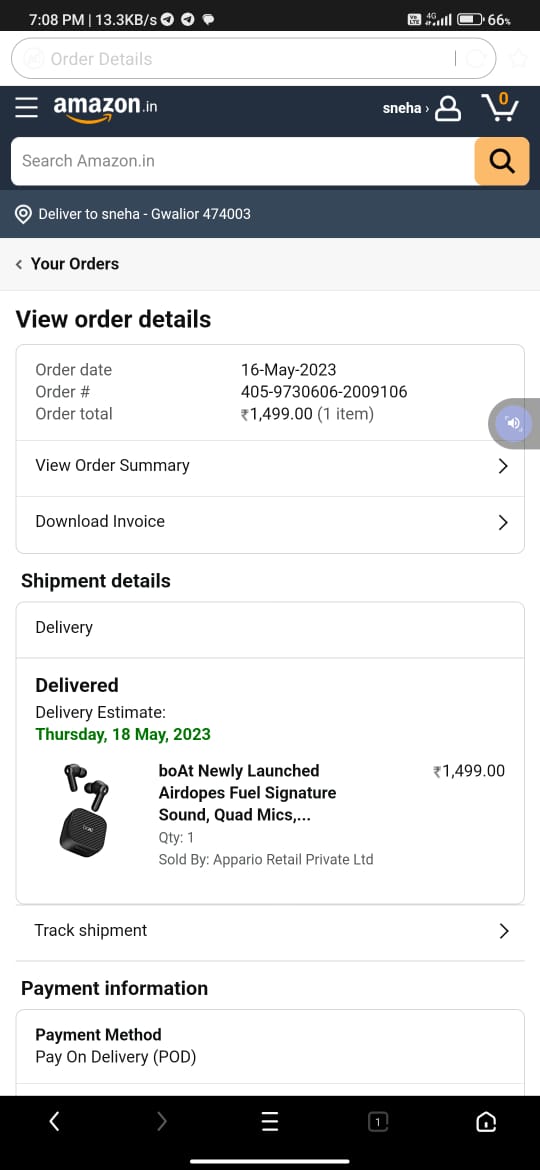 7:08 PM | 13.3KB/s
4G
66%
Order Details
amazon.in
sneha ›
0
Search Amazon.in
Deliver to sneha - Gwalior 474003
‹ Your Orders
View order details
Order date 16-May-2023
Order # 405-9730606-2009106
Order total ₹1,499.00 (1 item)
View Order Summary
Download Invoice
Shipment details
Delivery
Delivered
Delivery Estimate:
Thursday, 18 May, 2023
boAt Newly Launched ₹1,499.00
Airdopes Fuel Signature
Sound, Quad Mics,...
Qty: 1
Sold By: Appario Retail Private Ltd
Track shipment
Payment information
Payment Method
Pay On Delivery (POD)
1